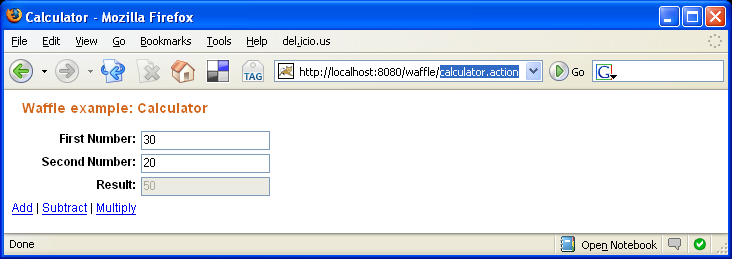 Calculator - Mozilla Firefox
File Edit View Go Bookmarks Tools Help del.icio.us
TAG http://localhost:8080/waffle/calculator.action Go G
Waffle example: Calculator
First Number: 30
Second Number: 20
Result: 50
Add | Subtract | Multiply
Done Open Notebook